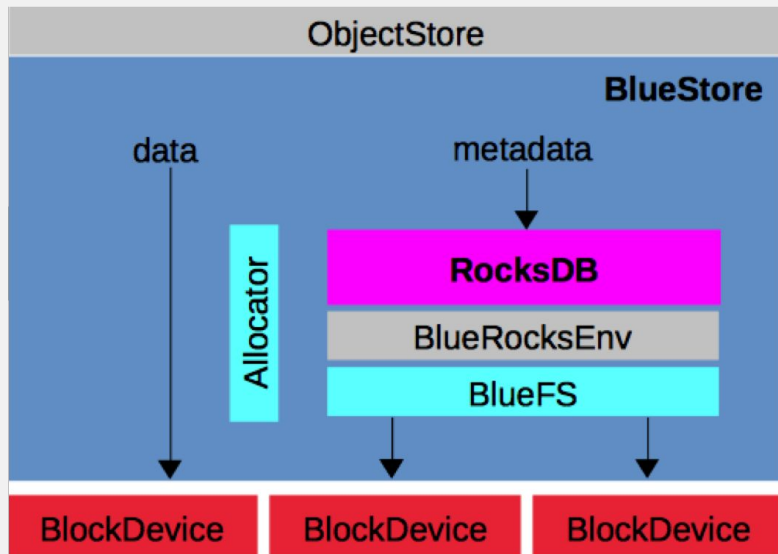 ObjectStore
BlueStore
data
metadata
Allocator
RocksDB
BlueRocksEnv
BlueFS
BlockDevice
BlockDevice
BlockDevice